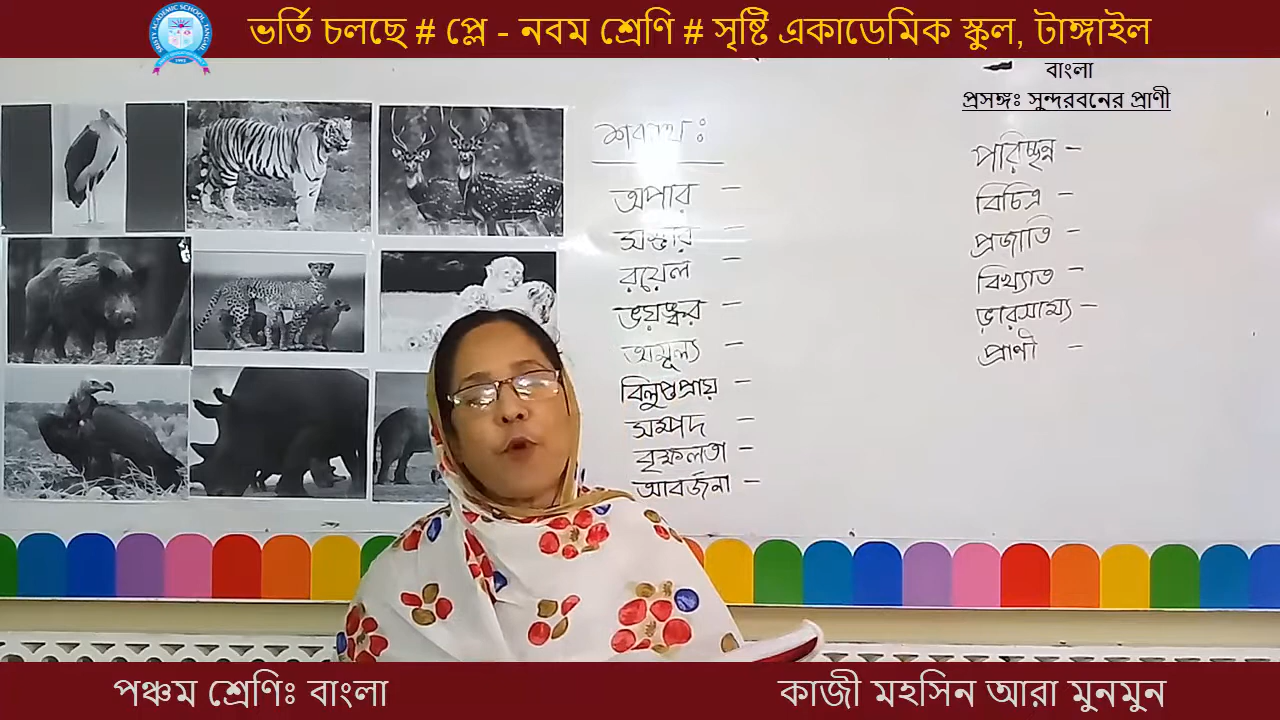 ভর্তি চলছে # প্লে - নবম শ্রেণি # সৃষ্টি একাডেমিক স্কুল, টাঙ্গাইল
বাংলা
প্রসঙ্গঃ সুন্দরবনের প্রাণী
শব্দার্থ :
অপার -
সম্ভার -
রয়েল -
ভয়ঙ্কর -
অমূল্য -
বিলুপ্তপ্রায় -
সম্পদ -
বৃক্ষলতা -
আবর্জনা -
পরিচ্ছন্ন -
বিচিত্র -
প্রজাতি -
বিখ্যাত -
ভারসাম্য -
প্রাণী -
পঞ্চম শ্রেণিঃ বাংলা
কাজী মহসিন আরা মুনমুন